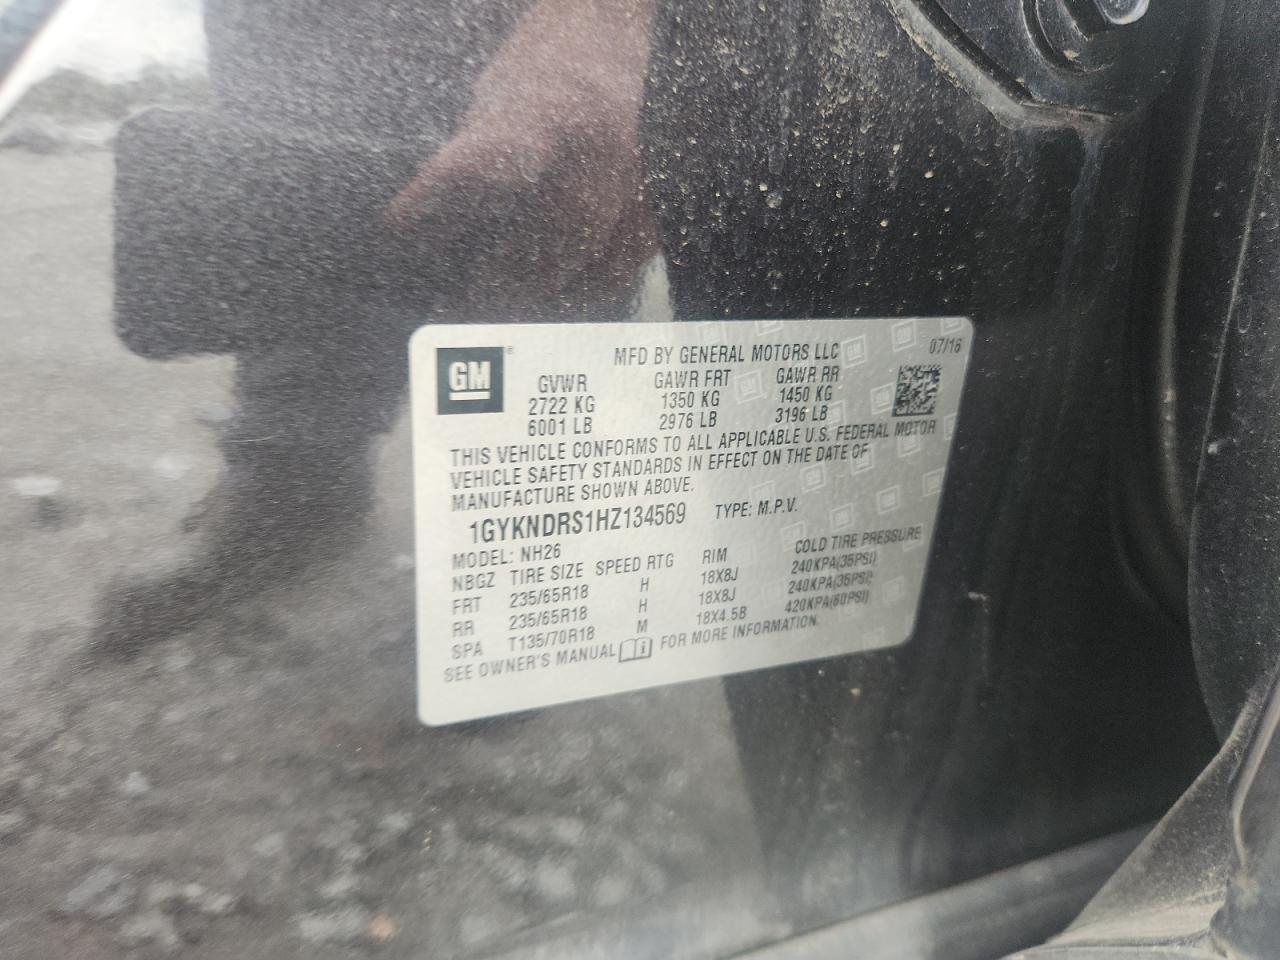 GM
MFD BY GENERAL MOTORS LLC
07/16
GVWR GAWR FRT GAWR RR
2722 KG 1350 KG 1450 KG
6001 LB 2976 LB 3196 LB
THIS VEHICLE CONFORMS TO ALL APPLICABLE U.S. FEDERAL MOTOR
VEHICLE SAFETY STANDARDS IN EFFECT ON THE DATE OF
MANUFACTURE SHOWN ABOVE.
1GYKNDRS1HZ134569 TYPE: M.P.V.
MODEL: NH26
NBGZ TIRE SIZE SPEED RTG RIM COLD TIRE PRESSURE
FRT 235/65R18 H 18X8J 240KPA(35PSI)
RR 235/65R18 H 18X8J 240KPA(35PSI)
SPA T135/70R18 M 18X4.5B 420KPA(60PSI)
SEE OWNER'S MANUAL FOR MORE INFORMATION.